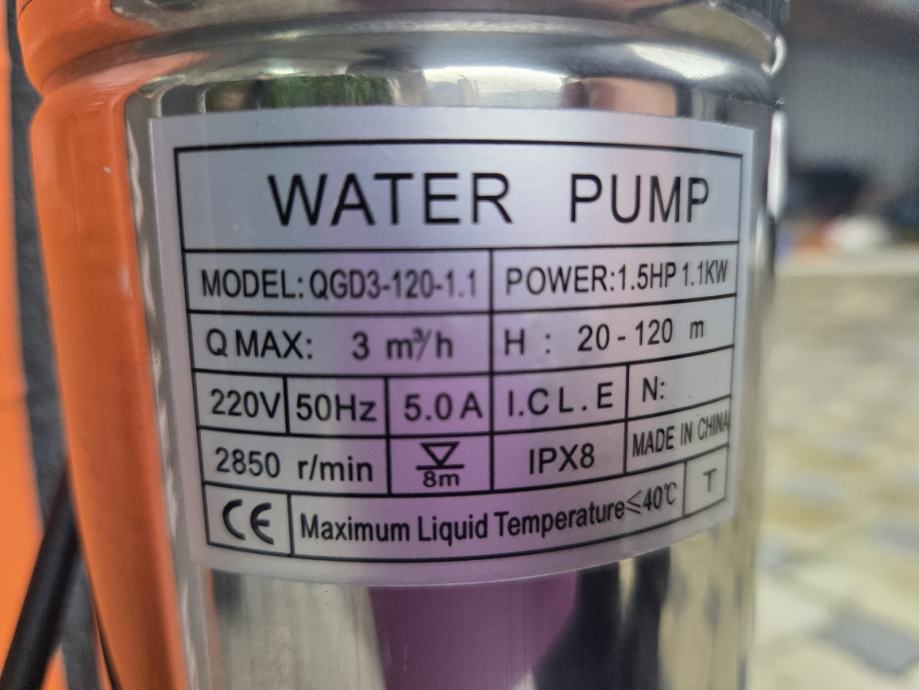 WATER PUMP
MODEL: QGD3-120-1.1 POWER:1.5HP 1.1KW
Q MAX: 3 m³/h H : 20-120 m
220V 50Hz 5.0A I.CL.E N:
2850 r/min 8m IPX8 MADE IN CHINA
CE Maximum Liquid Temperature≤40℃ T